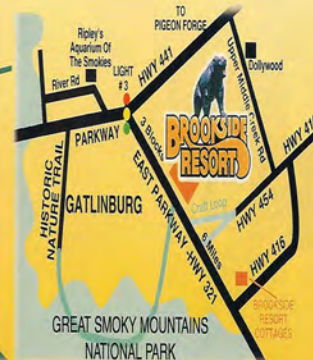 TO
PIGEON FORGE
Ripley's
Aquarium Of
The Smokies
River Rd
LIGHT
#3
HWY 441
Dollywood
Upper Middle Creek Rd
PARKWAY
3 Blocks
BROOKSIDE
RESORT
HWY 41
HISTORIC
NATURE TRAIL
GATLINBURG
EAST PARKWAY - HWY 321
Craft Loop
HWY 454
6 Miles
HWY 416
BROOKSIDE
RESORT
COTTAGES
GREAT SMOKY MOUNTAINS
NATIONAL PARK